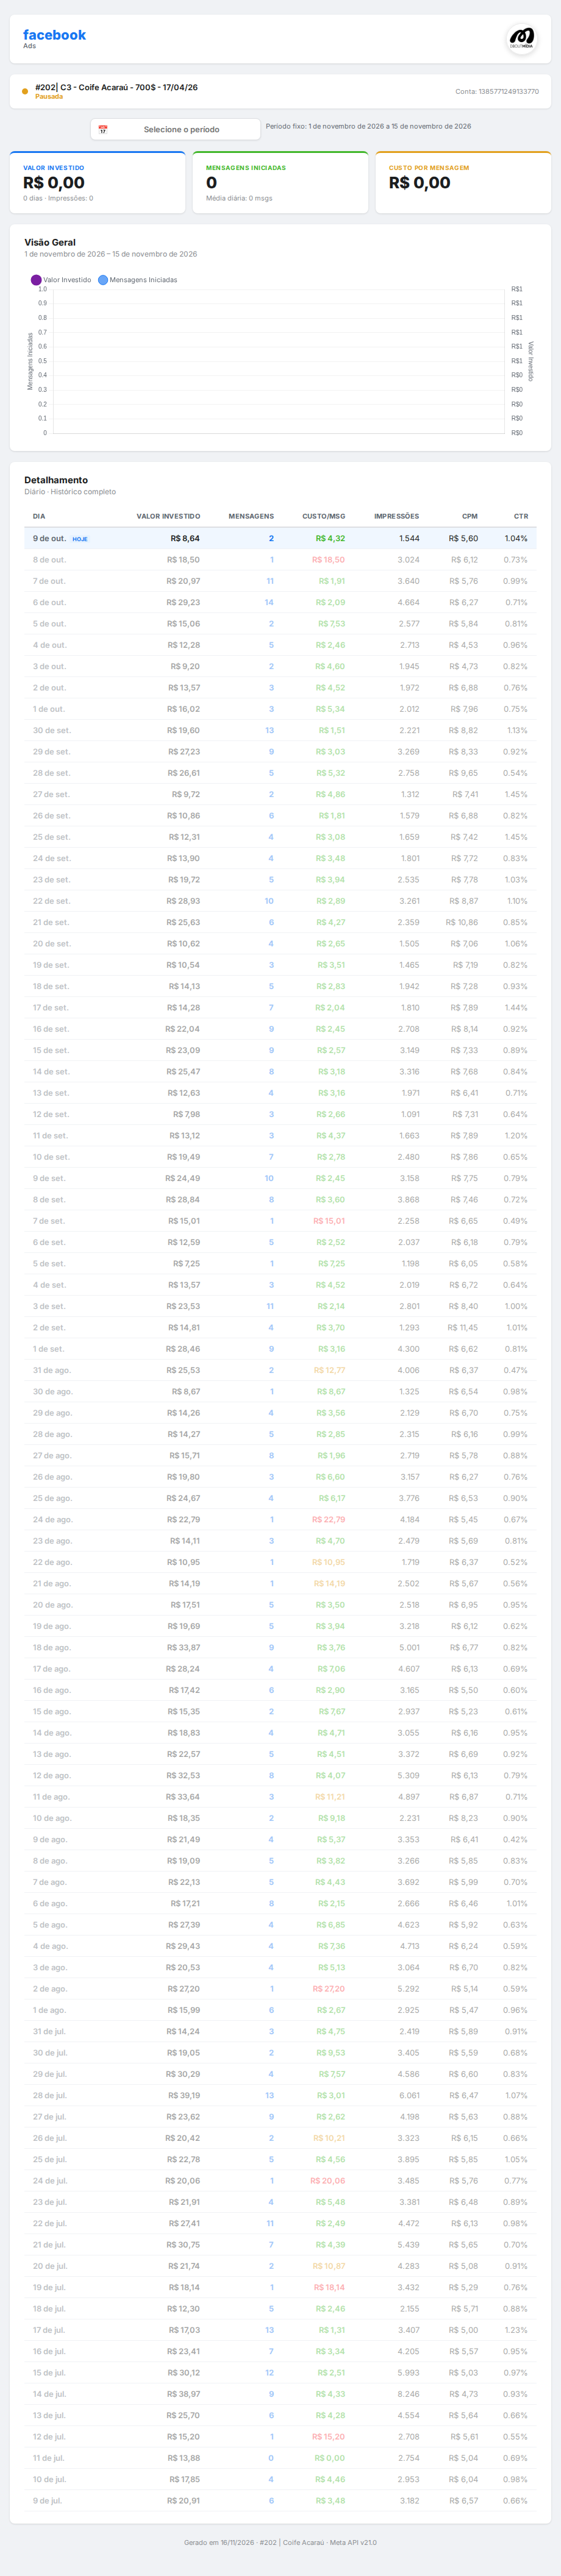 facebook
Ads
DBOUT MÍDIA
#202| C3 - Coife Acaraú - 700$ - 17/04/26
Pausada
Conta: 1385771249133770
Selecione o período
Período fixo: 1 de novembro de 2026 a 15 de novembro de 2026
VALOR INVESTIDO
R$ 0,00
0 dias · Impressões: 0
MENSAGENS INICIADAS
0
Média diária: 0 msgs
CUSTO POR MENSAGEM
R$ 0,00
Visão Geral
1 de novembro de 2026 – 15 de novembro de 2026
Valor Investido Mensagens Iniciadas
1.0 R$1
0.9 R$1
0.8 R$1
0.7 R$1
0.6 R$1
0.5 R$1
0.4 R$0
0.3 R$0
0.2 R$0
0.1 R$0
0 R$0
Mensagens Iniciadas
Valor Investido
Detalhamento
Diário · Histórico completo
DIA VALOR INVESTIDO MENSAGENS CUSTO/MSG IMPRESSÕES CPM CTR
9 de out. HOJE R$ 8,64 2 R$ 4,32 1.544 R$ 5,60 1.04%
8 de out. R$ 18,50 1 R$ 18,50 3.024 R$ 6,12 0.73%
7 de out. R$ 20,97 11 R$ 1,91 3.640 R$ 5,76 0.99%
6 de out. R$ 29,23 14 R$ 2,09 4.664 R$ 6,27 0.71%
5 de out. R$ 15,06 2 R$ 7,53 2.577 R$ 5,84 0.81%
4 de out. R$ 12,28 5 R$ 2,46 2.713 R$ 4,53 0.96%
3 de out. R$ 9,20 2 R$ 4,60 1.945 R$ 4,73 0.82%
2 de out. R$ 13,57 3 R$ 4,52 1.972 R$ 6,88 0.76%
1 de out. R$ 16,02 3 R$ 5,34 2.012 R$ 7,96 0.75%
30 de set. R$ 19,60 13 R$ 1,51 2.221 R$ 8,82 1.13%
29 de set. R$ 27,23 9 R$ 3,03 3.269 R$ 8,33 0.92%
28 de set. R$ 26,61 5 R$ 5,32 2.758 R$ 9,65 0.54%
27 de set. R$ 9,72 2 R$ 4,86 1.312 R$ 7,41 1.45%
26 de set. R$ 10,86 6 R$ 1,81 1.579 R$ 6,88 0.82%
25 de set. R$ 12,31 4 R$ 3,08 1.659 R$ 7,42 1.45%
24 de set. R$ 13,90 4 R$ 3,48 1.801 R$ 7,72 0.83%
23 de set. R$ 19,72 5 R$ 3,94 2.535 R$ 7,78 1.03%
22 de set. R$ 28,93 10 R$ 2,89 3.261 R$ 8,87 1.10%
21 de set. R$ 25,63 6 R$ 4,27 2.359 R$ 10,86 0.85%
20 de set. R$ 10,62 4 R$ 2,65 1.505 R$ 7,06 1.06%
19 de set. R$ 10,54 3 R$ 3,51 1.465 R$ 7,19 0.82%
18 de set. R$ 14,13 5 R$ 2,83 1.942 R$ 7,28 0.93%
17 de set. R$ 14,28 7 R$ 2,04 1.810 R$ 7,89 1.44%
16 de set. R$ 22,04 9 R$ 2,45 2.708 R$ 8,14 0.92%
15 de set. R$ 23,09 9 R$ 2,57 3.149 R$ 7,33 0.89%
14 de set. R$ 25,47 8 R$ 3,18 3.316 R$ 7,68 0.84%
13 de set. R$ 12,63 4 R$ 3,16 1.971 R$ 6,41 0.71%
12 de set. R$ 7,98 3 R$ 2,66 1.091 R$ 7,31 0.64%
11 de set. R$ 13,12 3 R$ 4,37 1.663 R$ 7,89 1.20%
10 de set. R$ 19,49 7 R$ 2,78 2.480 R$ 7,86 0.65%
9 de set. R$ 24,49 10 R$ 2,45 3.158 R$ 7,75 0.79%
8 de set. R$ 28,84 8 R$ 3,60 3.868 R$ 7,46 0.72%
7 de set. R$ 15,01 1 R$ 15,01 2.258 R$ 6,65 0.49%
6 de set. R$ 12,59 5 R$ 2,52 2.037 R$ 6,18 0.79%
5 de set. R$ 7,25 1 R$ 7,25 1.198 R$ 6,05 0.58%
4 de set. R$ 13,57 3 R$ 4,52 2.019 R$ 6,72 0.64%
3 de set. R$ 23,53 11 R$ 2,14 2.801 R$ 8,40 1.00%
2 de set. R$ 14,81 4 R$ 3,70 1.293 R$ 11,45 1.01%
1 de set. R$ 28,46 9 R$ 3,16 4.300 R$ 6,62 0.81%
31 de ago. R$ 25,53 2 R$ 12,77 4.006 R$ 6,37 0.47%
30 de ago. R$ 8,67 1 R$ 8,67 1.325 R$ 6,54 0.98%
29 de ago. R$ 14,26 4 R$ 3,56 2.129 R$ 6,70 0.75%
28 de ago. R$ 14,27 5 R$ 2,85 2.315 R$ 6,16 0.99%
27 de ago. R$ 15,71 8 R$ 1,96 2.719 R$ 5,78 0.88%
26 de ago. R$ 19,80 3 R$ 6,60 3.157 R$ 6,27 0.76%
25 de ago. R$ 24,67 4 R$ 6,17 3.776 R$ 6,53 0.90%
24 de ago. R$ 22,79 1 R$ 22,79 4.184 R$ 5,45 0.67%
23 de ago. R$ 14,11 3 R$ 4,70 2.479 R$ 5,69 0.81%
22 de ago. R$ 10,95 1 R$ 10,95 1.719 R$ 6,37 0.52%
21 de ago. R$ 14,19 1 R$ 14,19 2.502 R$ 5,67 0.56%
20 de ago. R$ 17,51 5 R$ 3,50 2.518 R$ 6,95 0.95%
19 de ago. R$ 19,69 5 R$ 3,94 3.218 R$ 6,12 0.62%
18 de ago. R$ 33,87 9 R$ 3,76 5.001 R$ 6,77 0.82%
17 de ago. R$ 28,24 4 R$ 7,06 4.607 R$ 6,13 0.69%
16 de ago. R$ 17,42 6 R$ 2,90 3.165 R$ 5,50 0.60%
15 de ago. R$ 15,35 2 R$ 7,67 2.937 R$ 5,23 0.61%
14 de ago. R$ 18,83 4 R$ 4,71 3.055 R$ 6,16 0.95%
13 de ago. R$ 22,57 5 R$ 4,51 3.372 R$ 6,69 0.92%
12 de ago. R$ 32,53 8 R$ 4,07 5.309 R$ 6,13 0.79%
11 de ago. R$ 33,64 3 R$ 11,21 4.897 R$ 6,87 0.71%
10 de ago. R$ 18,35 2 R$ 9,18 2.231 R$ 8,23 0.90%
9 de ago. R$ 21,49 4 R$ 5,37 3.353 R$ 6,41 0.42%
8 de ago. R$ 19,09 5 R$ 3,82 3.266 R$ 5,85 0.83%
7 de ago. R$ 22,13 5 R$ 4,43 3.692 R$ 5,99 0.70%
6 de ago. R$ 17,21 8 R$ 2,15 2.666 R$ 6,46 1.01%
5 de ago. R$ 27,39 4 R$ 6,85 4.623 R$ 5,92 0.63%
4 de ago. R$ 29,43 4 R$ 7,36 4.713 R$ 6,24 0.59%
3 de ago. R$ 20,53 4 R$ 5,13 3.064 R$ 6,70 0.82%
2 de ago. R$ 27,20 1 R$ 27,20 5.292 R$ 5,14 0.59%
1 de ago. R$ 15,99 6 R$ 2,67 2.925 R$ 5,47 0.96%
31 de jul. R$ 14,24 3 R$ 4,75 2.419 R$ 5,89 0.91%
30 de jul. R$ 19,05 2 R$ 9,53 3.405 R$ 5,59 0.68%
29 de jul. R$ 30,29 4 R$ 7,57 4.586 R$ 6,60 0.83%
28 de jul. R$ 39,19 13 R$ 3,01 6.061 R$ 6,47 1.07%
27 de jul. R$ 23,62 9 R$ 2,62 4.198 R$ 5,63 0.88%
26 de jul. R$ 20,42 2 R$ 10,21 3.323 R$ 6,15 0.66%
25 de jul. R$ 22,78 5 R$ 4,56 3.895 R$ 5,85 1.05%
24 de jul. R$ 20,06 1 R$ 20,06 3.485 R$ 5,76 0.77%
23 de jul. R$ 21,91 4 R$ 5,48 3.381 R$ 6,48 0.89%
22 de jul. R$ 27,41 11 R$ 2,49 4.472 R$ 6,13 0.98%
21 de jul. R$ 30,75 7 R$ 4,39 5.439 R$ 5,65 0.70%
20 de jul. R$ 21,74 2 R$ 10,87 4.283 R$ 5,08 0.91%
19 de jul. R$ 18,14 1 R$ 18,14 3.432 R$ 5,29 0.76%
18 de jul. R$ 12,30 5 R$ 2,46 2.155 R$ 5,71 0.88%
17 de jul. R$ 17,03 13 R$ 1,31 3.407 R$ 5,00 1.23%
16 de jul. R$ 23,41 7 R$ 3,34 4.205 R$ 5,57 0.95%
15 de jul. R$ 30,12 12 R$ 2,51 5.993 R$ 5,03 0.97%
14 de jul. R$ 38,97 9 R$ 4,33 8.246 R$ 4,73 0.93%
13 de jul. R$ 25,70 6 R$ 4,28 4.554 R$ 5,64 0.66%
12 de jul. R$ 15,20 1 R$ 15,20 2.708 R$ 5,61 0.55%
11 de jul. R$ 13,88 0 R$ 0,00 2.754 R$ 5,04 0.69%
10 de jul. R$ 17,85 4 R$ 4,46 2.953 R$ 6,04 0.98%
9 de jul. R$ 20,91 6 R$ 3,48 3.182 R$ 6,57 0.66%
Gerado em 16/11/2026 · #202 | Coife Acaraú · Meta API v21.0